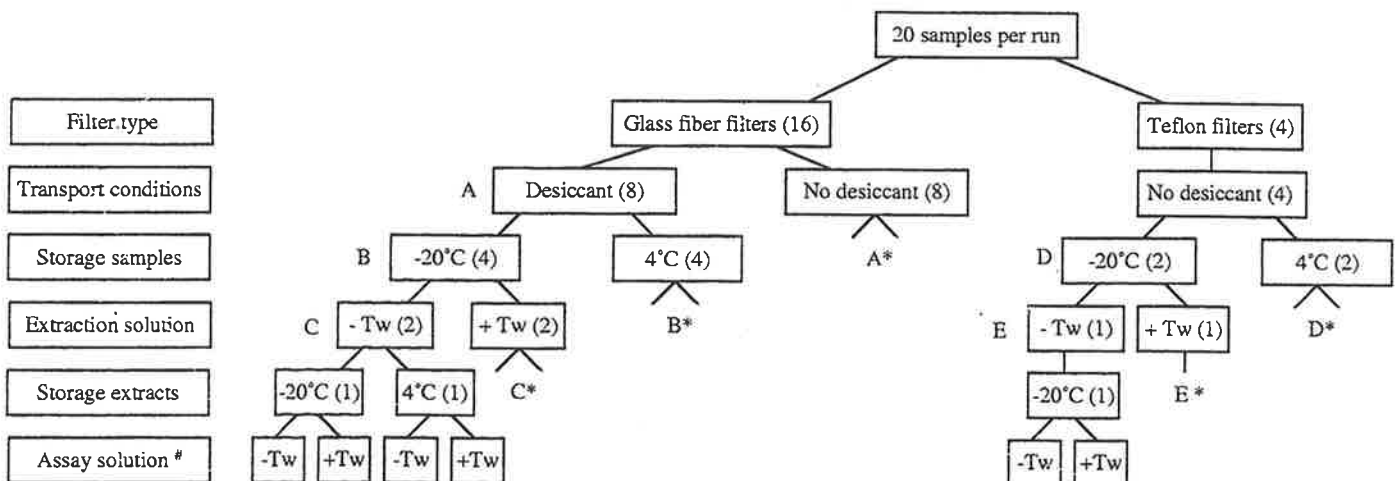 20 samples per run
Filter type
Glass fiber filters (16)
Teflon filters (4)
Transport conditions
A
Desiccant (8)
No desiccant (8)
No desiccant (4)
Storage samples
B
-20°C (4)
4°C (4)
A*
D
-20°C (2)
4°C (2)
Extraction solution
C
- Tw (2)
+ Tw (2)
B*
E
- Tw (1)
+ Tw (1)
D*
Storage extracts
-20°C (1)
4°C (1)
C*
-20°C (1)
E *
Assay solution #
-Tw
+Tw
-Tw
+Tw
-Tw
+Tw